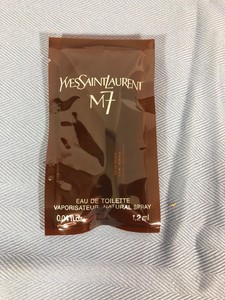 YVESSAINTLAURENT
M7
EAU DE TOILETTE
VAPORISATEUR NATURAL SPRAY
0.04 fl.oz. 1.2 ml